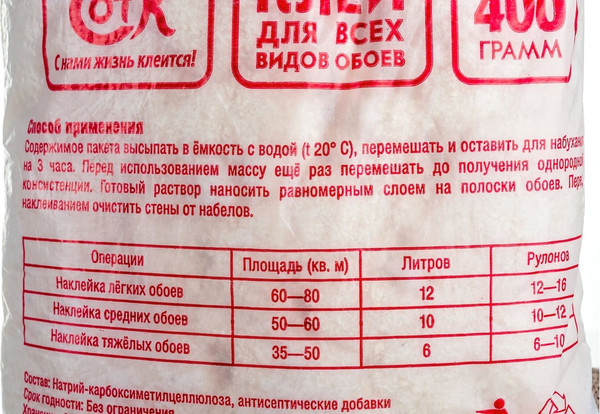 СотК
С нами жизнь клеится!
КЛЕЙ
ДЛЯ ВСЕХ
ВИДОВ ОБОЕВ
400
ГРАММ
Способ применения
Содержимое пакета высыпать в ёмкость с водой (t 20° С), перемешать и оставить для набухания
на 3 часа. Перед использованием массу ещё раз перемешать до получения однородной
консистенции. Готовый раствор наносить равномерным слоем на полоски обоев. Перед
наклеиванием очистить стены от набелов.
Операции Площадь (кв. м) Литров Рулонов
Наклейка лёгких обоев 60—80 12 12—16
Наклейка средних обоев 50—60 10 10—12
Наклейка тяжёлых обоев 35—50 6 6—10
Состав: Натрий-карбоксиметилцеллюлоза, антисептические добавки
Срок годности: Без ограничения